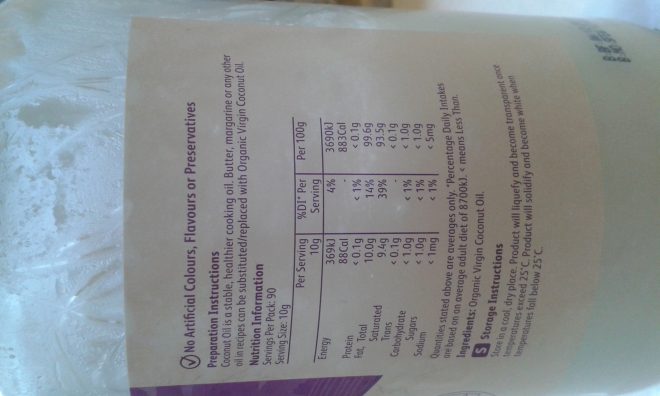 No Artificial Colours, Flavours or Preservatives
Preparation Instructions
Coconut Oil is a stable, healthier cooking oil. Butter, margarine or any other
oil in recipes can be substituted/replaced with Organic Virgin Coconut Oil.
Nutrition Information
Servings Per Pack: 90
Serving Size: 10g
Per Serving %DI* Per Per 100g
10g Serving
Energy 369kJ 4% 3690kJ
88Cal - 883Cal
Protein < 0.1g < 1% < 0.1g
Fat, Total 10.0g 14% 99.6g
Saturated 9.4g 39% 93.5g
Trans < 0.1g - < 0.1g
Carbohydrate < 1.0g < 1% < 1.0g
Sugars < 1.0g < 1% < 1.0g
Sodium < 1mg < 1% < 5mg
Quantities stated above are averages only. *Percentage Daily Intakes
are based on an average adult diet of 8700kJ. < means Less Than.
Ingredients: Organic Virgin Coconut Oil.
S Storage Instructions
Store in a cool, dry place. Product will liquefy and become transparent once
temperatures exceed 25°C. Product will solidify and become white when
temperatures fall below 25°C.